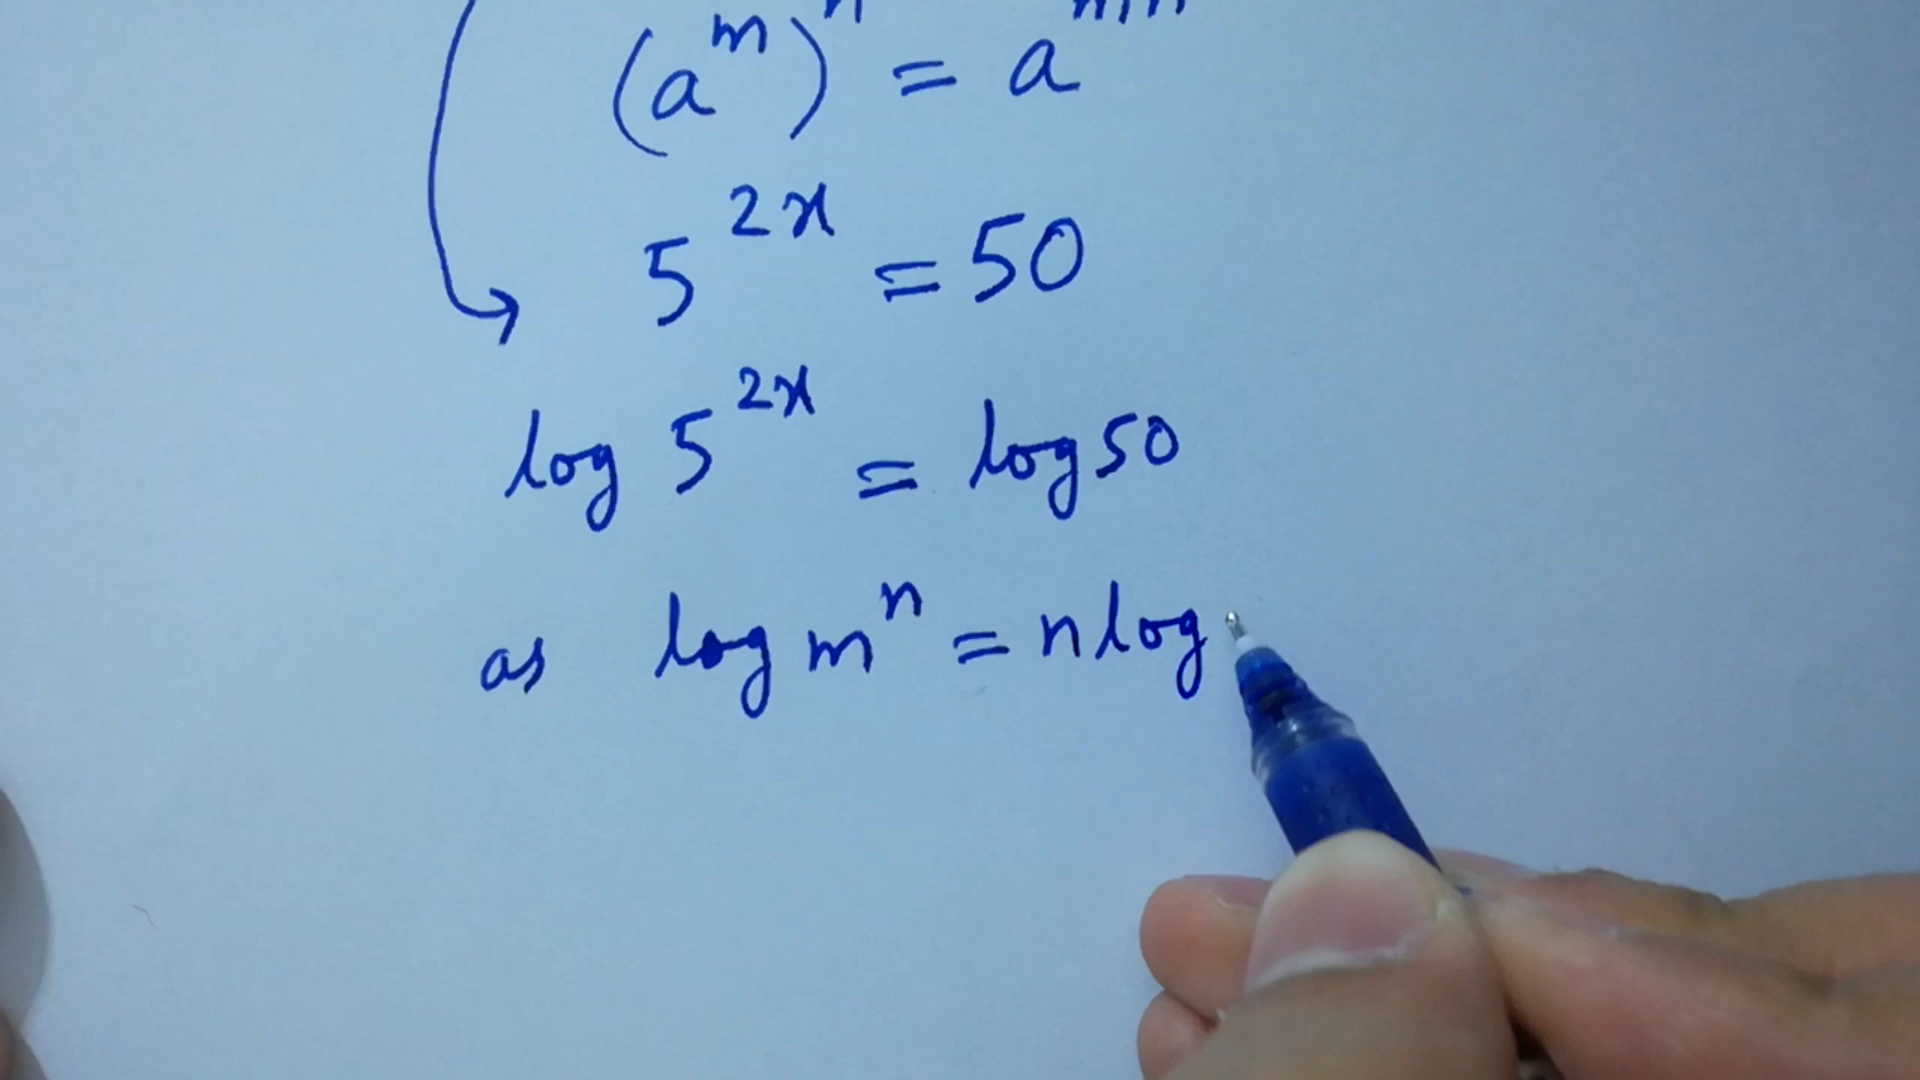 (a^m)^n = a^mn
5^2x = 50
log 5^2x = log 50
as log m^n = n log